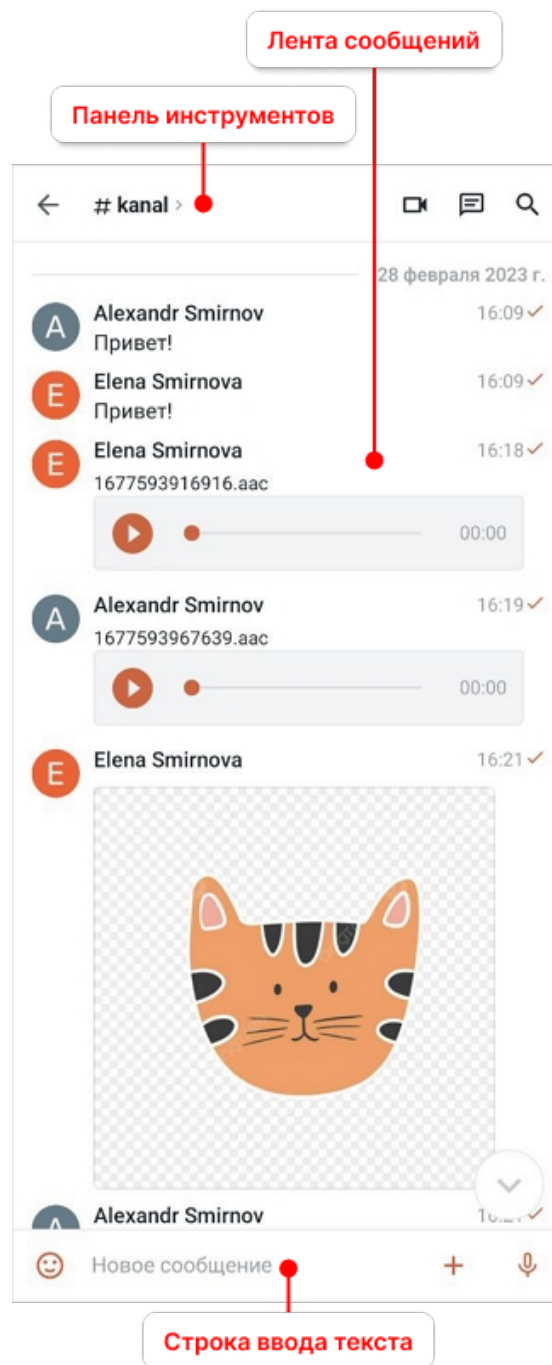 Лента сообщений
Панель инструментов
# kanal >
28 февраля 2023 г.
A
Alexandr Smirnov 16:09
Привет!
E
Elena Smirnova 16:09
Привет!
E
Elena Smirnova 16:18
1677593916916.aac
00:00
A
Alexandr Smirnov 16:19
1677593967639.aac
00:00
E
Elena Smirnova 16:21
Alexandr Smirnov
Новое сообщение
Строка ввода текста